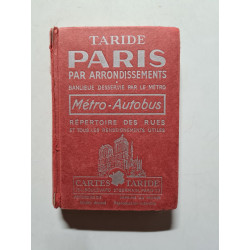 TARIDE
PARIS
PAR ARRONDISSEMENTS
BANLIEUE DESSERVIE PAR LE MÉTRO
Métro-Autobus
RÉPERTOIRE DES RUES
ET TOUS LES RENSEIGNEMENTS UTILES
CARTES TARIDE